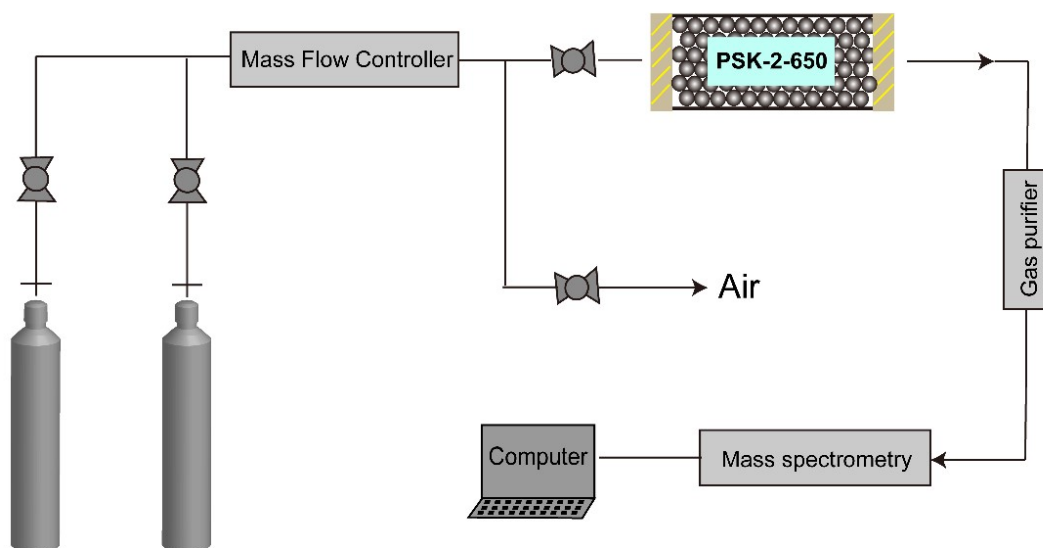 Mass Flow Controller
PSK-2-650
Gas purifier
Air
Computer
Mass spectrometry